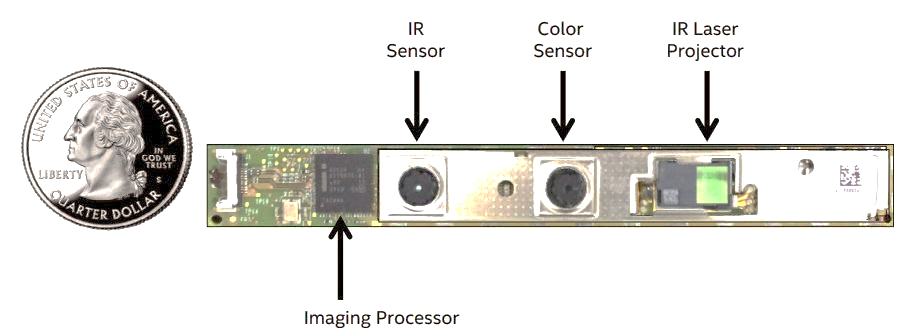 IR
Sensor
Color
Sensor
IR Laser
Projector
UNITED STATES OF AMERICA
IN
GOD WE
TRUST
S
LIBERTY
QUARTER DOLLAR
Imaging Processor